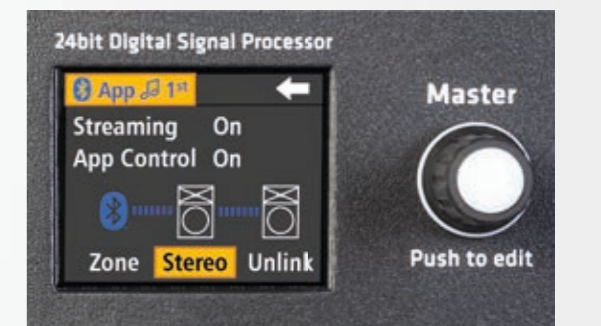 24bit Digital Signal Processor
App 1st
Streaming On
App Control On
Zone Stereo Unlink
Master
Push to edit